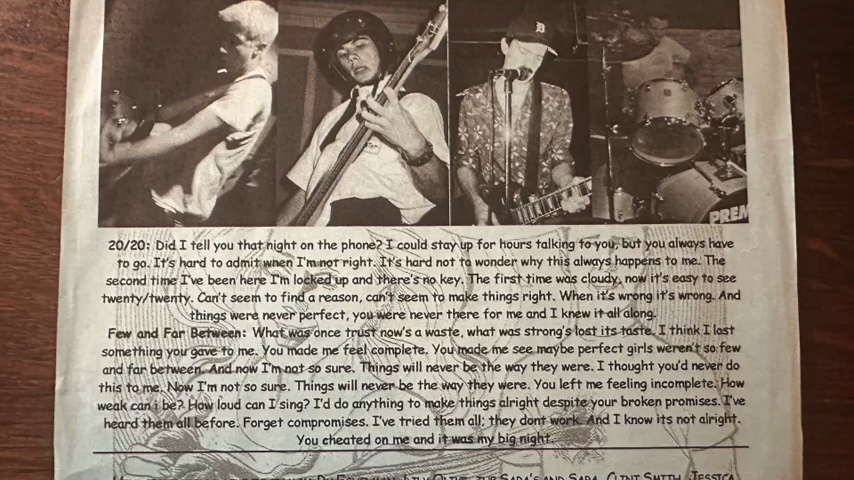 D
PREM
20/20: Did I tell you that night on the phone? I could stay up for hours talking to you, but you always have
to go. It's hard to admit when I'm not right. It's hard not to wonder why this always happens to me. The
second time I've been here I'm locked up and there's no key. The first time was cloudy, now it's easy to see
twenty/twenty. Can't seem to find a reason, can't seem to make things right. When it's wrong it's wrong. And
things were never perfect, you were never there for me and I knew it all along.
Few and Far Between: What was once trust now's a waste, what was strong's lost its taste. I think I lost
something you gave to me. You made me feel complete. You made me see maybe perfect girls weren't so few
and far between. And now I'm not so sure. Things will never be the way they were. I thought you'd never do
this to me. Now I'm not so sure. Things will never be the way they were. You left me feeling incomplete. How
weak can i be? How loud can I sing? I'd do anything to make things alright despite your broken promises. I've
heard them all before. Forget compromises. I've tried them all; they dont work. And I know its not alright.
You cheated on me and it was my big night.
SARA'S AND SARA, CLINT SMITH, JESSICA